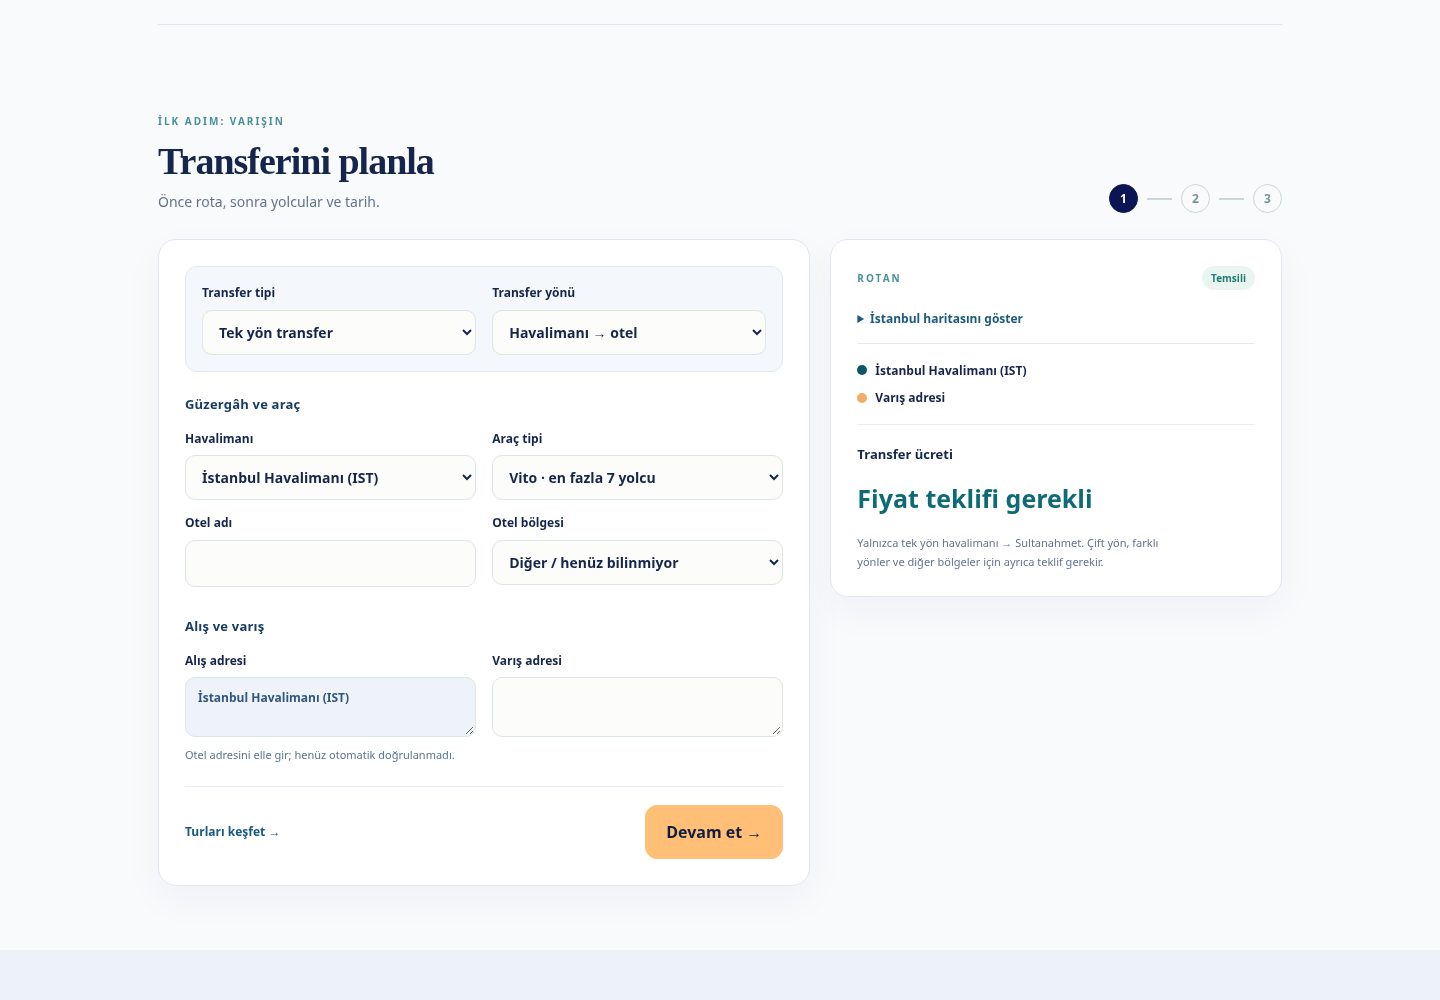 İLK ADIM: VARIŞIN
Transferini planla
Önce rota, sonra yolcular ve tarih.
1
2
3
Transfer tipi
Transfer yönü
Tek yön transfer
Havalimanı → otel
Güzergâh ve araç
Havalimanı
Araç tipi
İstanbul Havalimanı (IST)
Vito · en fazla 7 yolcu
Otel adı
Otel bölgesi
Diğer / henüz bilinmiyor
Alış ve varış
Alış adresi
Varış adresi
İstanbul Havalimanı (IST)
Otel adresini elle gir; henüz otomatik doğrulanmadı.
Turları keşfet →
Devam et →
ROTAN
Temsili
▶ İstanbul haritasını göster
İstanbul Havalimanı (IST)
Varış adresi
Transfer ücreti
Fiyat teklifi gerekli
Yalnızca tek yön havalimanı → Sultanahmet. Çift yön, farklı
yönler ve diğer bölgeler için ayrıca teklif gerekir.